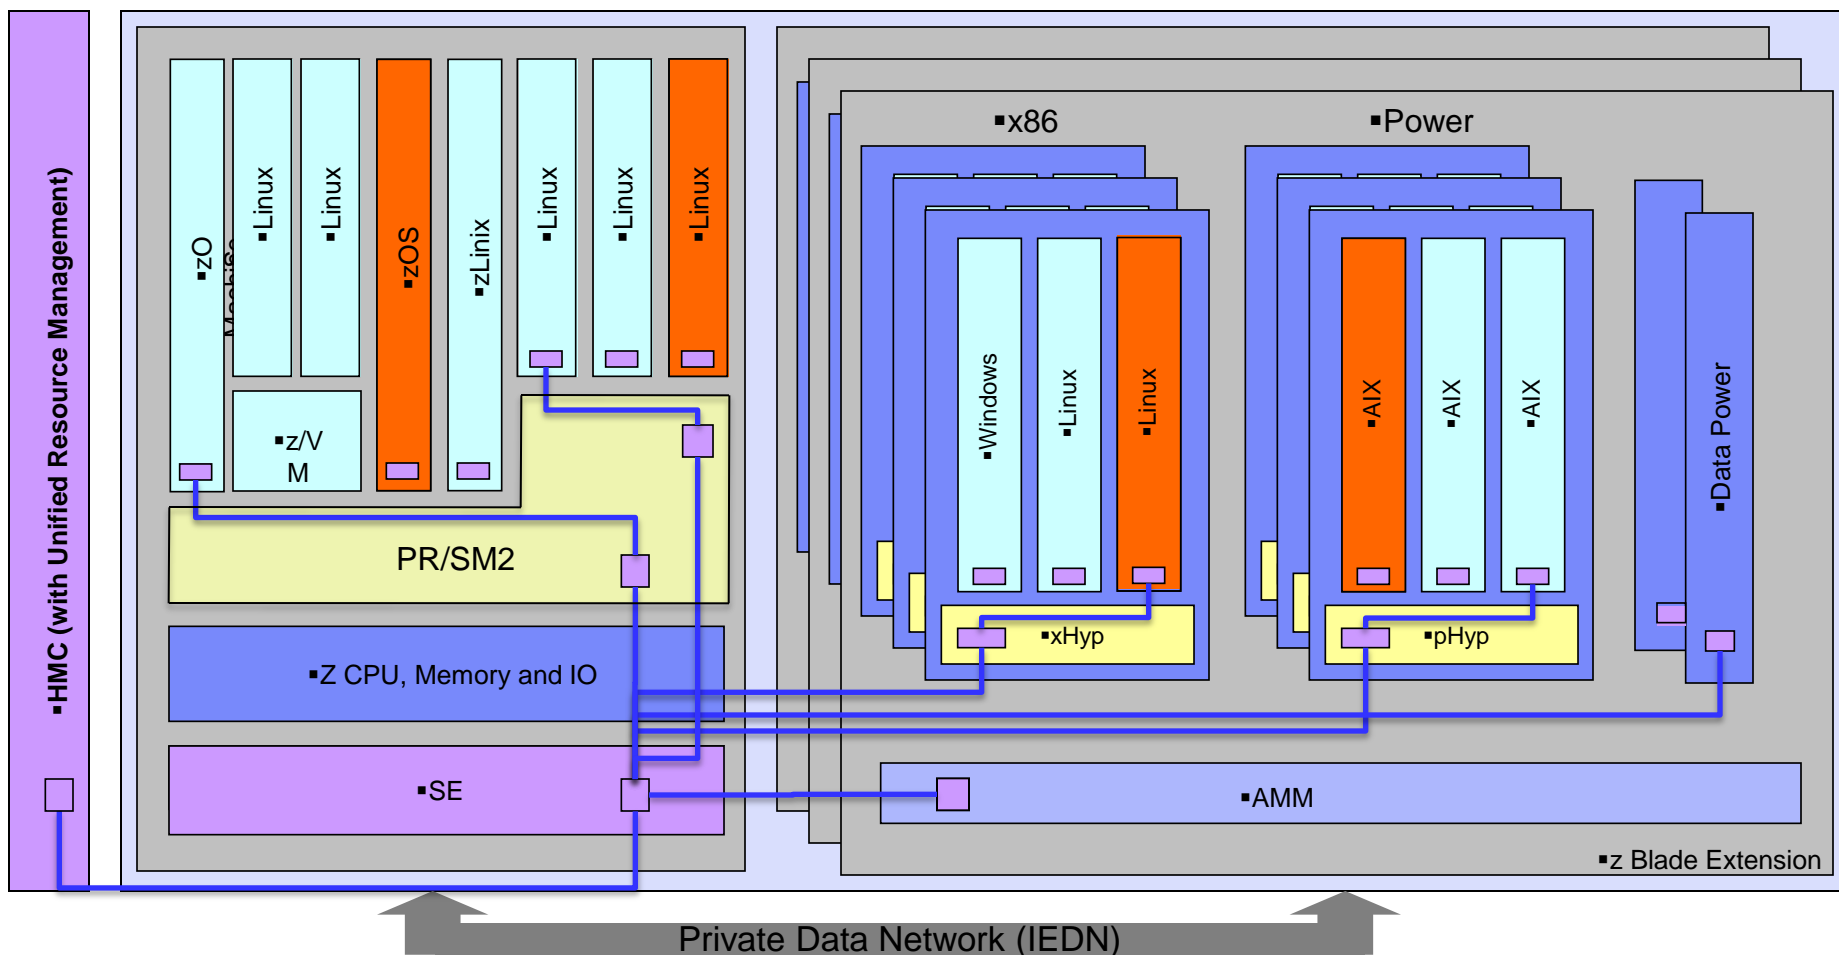 ▪HMC (with Unified Resource Management)
▪zO
▪Linux
▪Linux
▪zOS
▪zLinix
▪Linux
▪Linux
▪Linux
▪z/V
M
PR/SM2
▪Z CPU, Memory and IO
▪SE
▪x86
▪Power
▪Windows
▪Linux
▪Linux
▪AIX
▪AIX
▪AIX
▪Data Power
▪xHyp
▪pHyp
▪AMM
▪z Blade Extension
Private Data Network (IEDN)